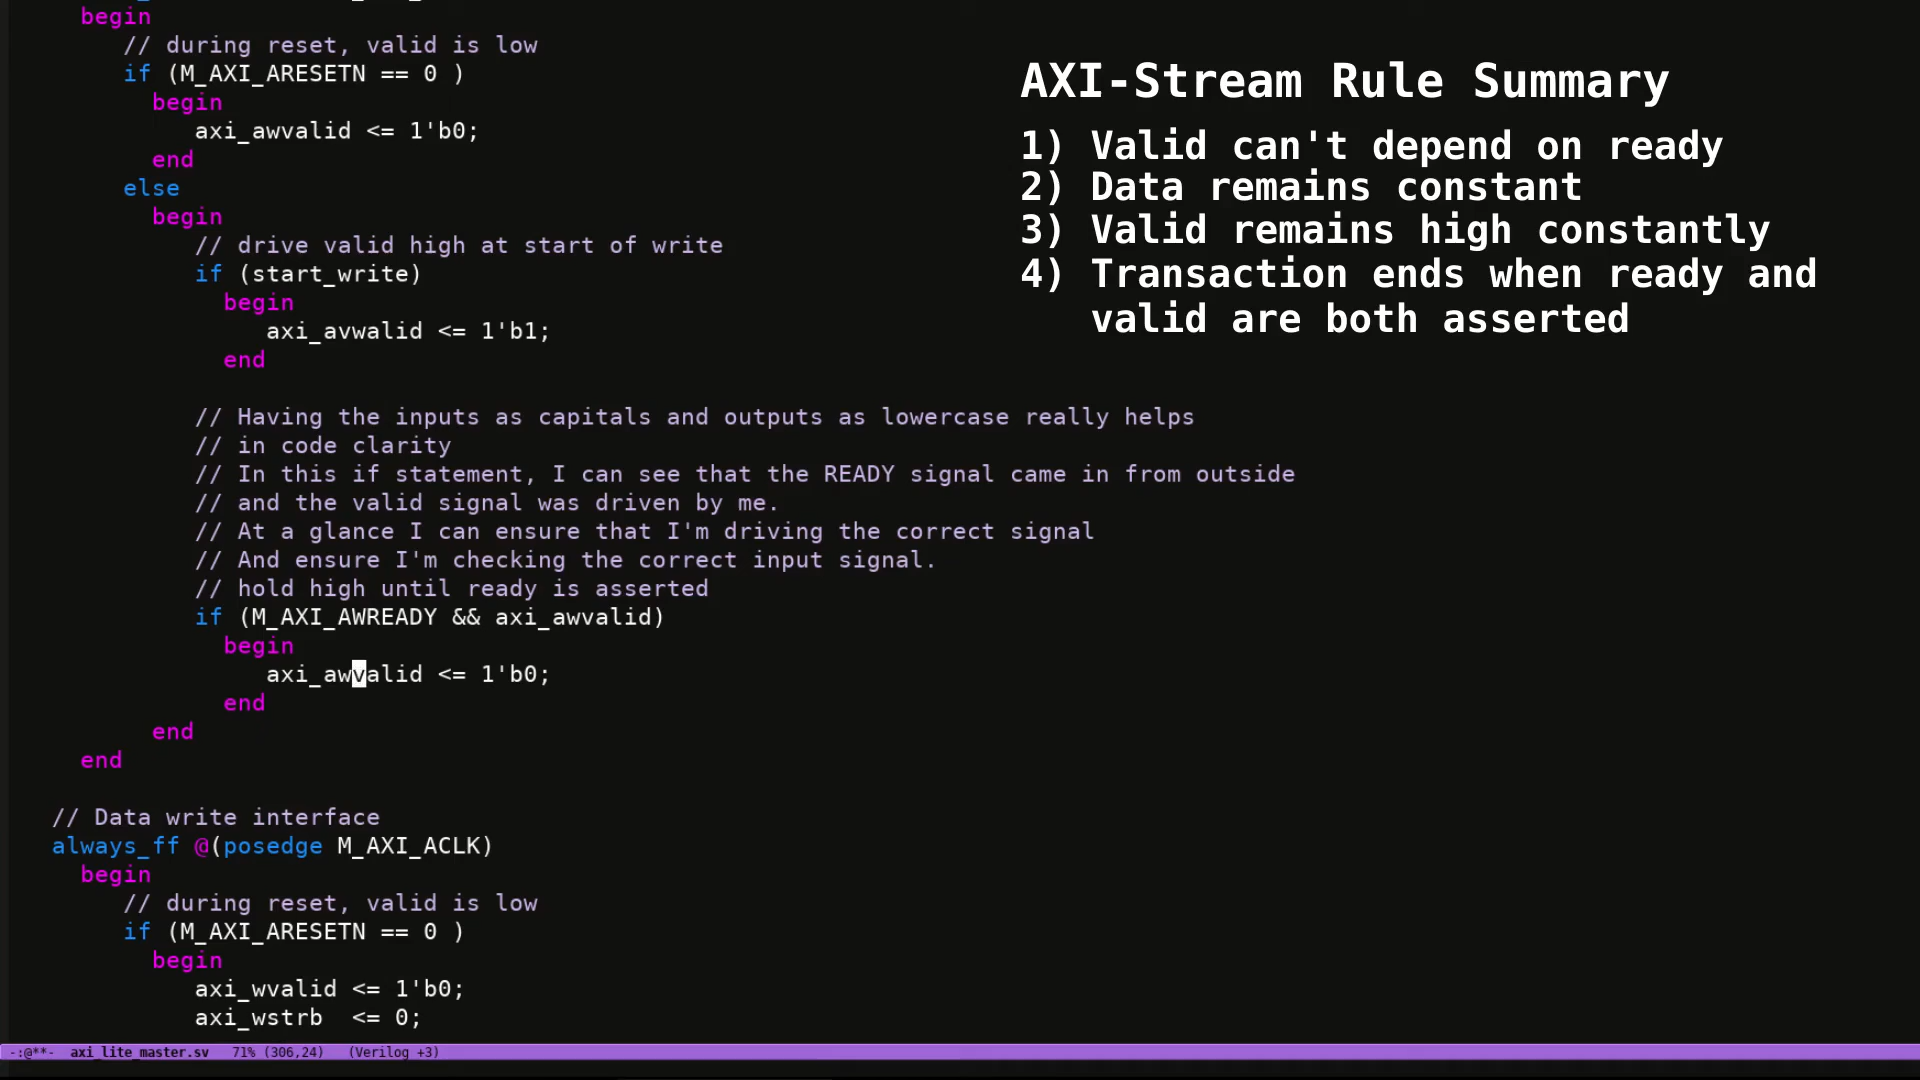 begin
// during reset, valid is low
if (M_AXI_ARESETN == 0 )
begin
axi_awvalid <= 1'b0;
end
else
begin
// drive valid high at start of write
if (start_write)
begin
axi_avwalid <= 1'b1;
end
// Having the inputs as capitals and outputs as lowercase really helps
// in code clarity
// In this if statement, I can see that the READY signal came in from outside
// and the valid signal was driven by me.
// At a glance I can ensure that I'm driving the correct signal
// And ensure I'm checking the correct input signal.
// hold high until ready is asserted
if (M_AXI_AWREADY && axi_awvalid)
begin
axi_awvalid <= 1'b0;
end
end
end
// Data write interface
always_ff @(posedge M_AXI_ACLK)
begin
// during reset, valid is low
if (M_AXI_ARESETN == 0 )
begin
axi_wvalid <= 1'b0;
axi_wstrb  <= 0;
-:@**-  axi_lite_master.sv   71% (306,24)   (Verilog +3)
AXI-Stream Rule Summary
1) Valid can't depend on ready
2) Data remains constant
3) Valid remains high constantly
4) Transaction ends when ready and
valid are both asserted